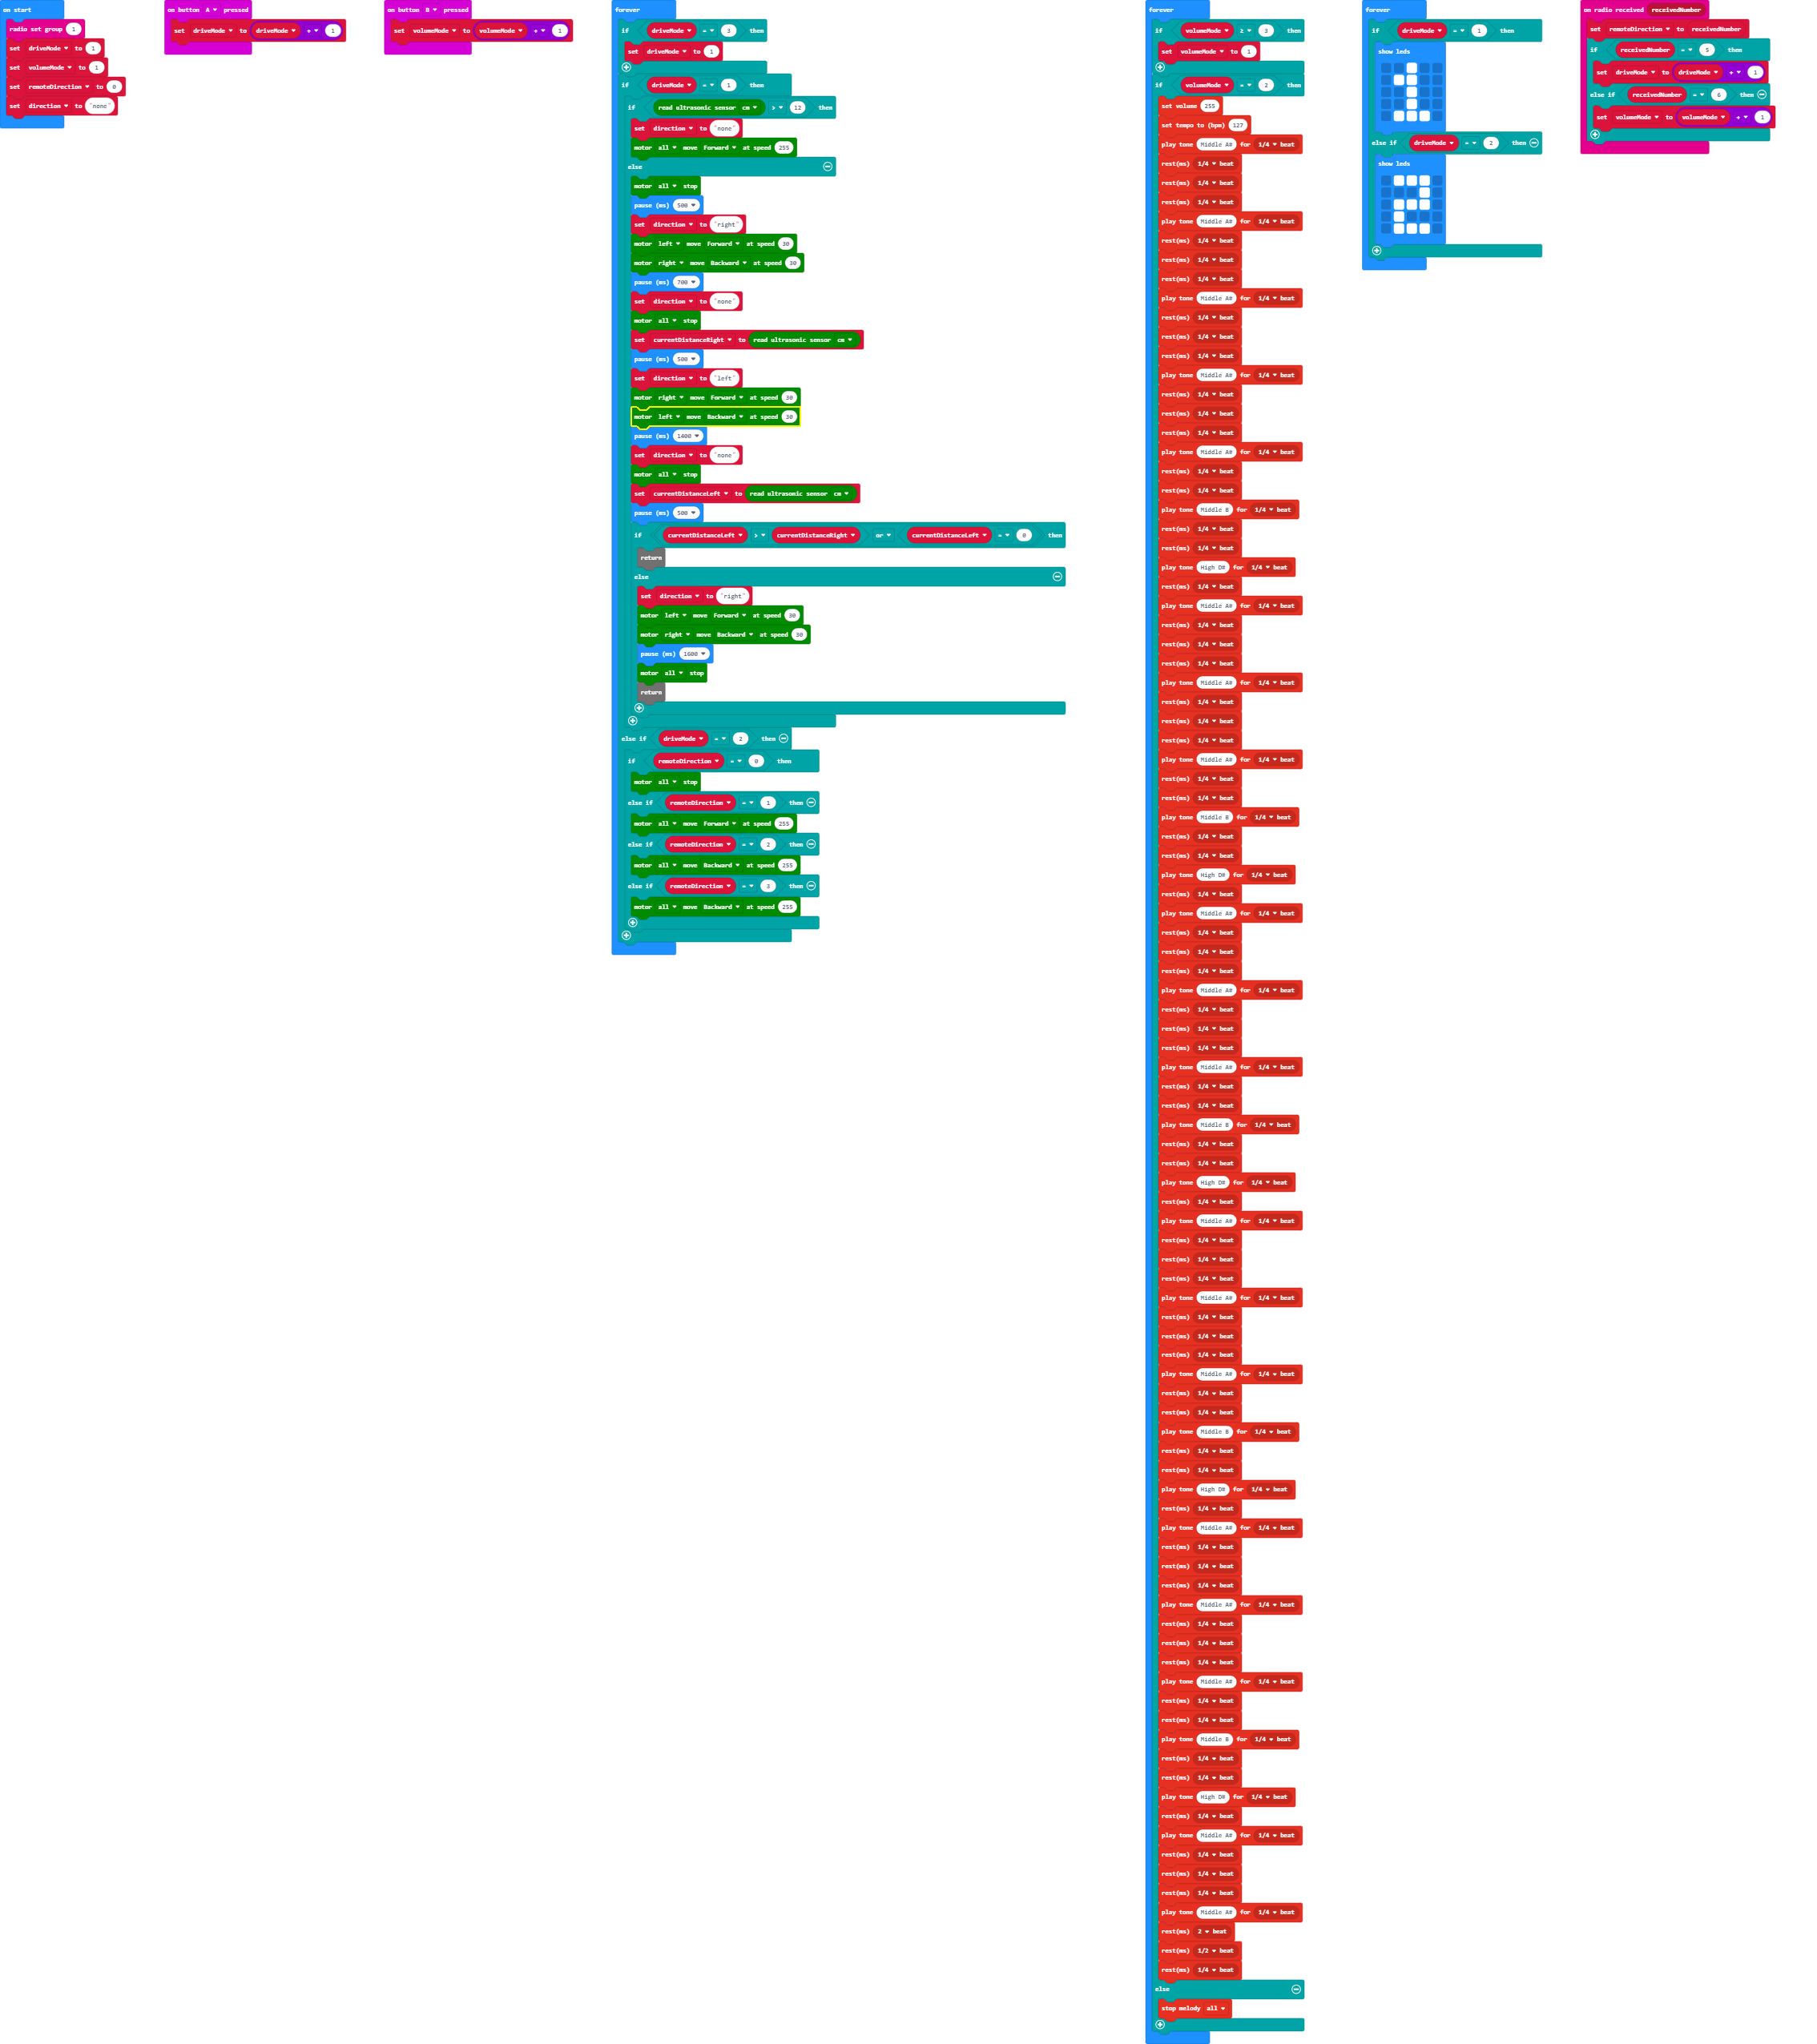 on start
radio set group 1
set driveMode to 1
set volumeMode to 1
set remoteDirection to 0
set direction to "none"
on button A pressed
set driveMode to driveMode + 1
on button B pressed
set volumeMode to volumeMode + 1
forever
if driveMode = 3 then
set driveMode to 1
if driveMode = 1 then
if read ultrasonic sensor cm > 12 then
set direction to "none"
motor all move Forward at speed 255
else
motor all stop
pause (ms) 500
set direction to "right"
motor left move Forward at speed 30
motor right move Backward at speed 30
pause (ms) 700
set direction to "none"
motor all stop
set currentDistanceRight to read ultrasonic sensor cm
pause (ms) 500
set direction to "left"
motor right move Forward at speed 30
motor left move Backward at speed 30
pause (ms) 1400
set direction to "none"
motor all stop
set currentDistanceLeft to read ultrasonic sensor cm
pause (ms) 500
if currentDistanceLeft > currentDistanceRight or currentDistanceLeft = 0 then
return
else
set direction to "right"
motor left move Forward at speed 30
motor right move Backward at speed 30
pause (ms) 1600
motor all stop
return
else if driveMode = 2 then
if remoteDirection = 0 then
motor all stop
else if remoteDirection = 1 then
motor all move Forward at speed 255
else if remoteDirection = 2 then
motor all move Backward at speed 255
else if remoteDirection = 3 then
motor all move Backward at speed 255
forever
if volumeMode ≥ 3 then
set volumeMode to 1
if volumeMode = 2 then
set volume 255
set tempo to (bpm) 127
play tone Middle A# for 1/4 beat
rest(ms) 1/4 beat
rest(ms) 1/4 beat
rest(ms) 1/4 beat
play tone Middle A# for 1/4 beat
rest(ms) 1/4 beat
rest(ms) 1/4 beat
rest(ms) 1/4 beat
play tone Middle A# for 1/4 beat
rest(ms) 1/4 beat
rest(ms) 1/4 beat
rest(ms) 1/4 beat
play tone Middle A# for 1/4 beat
rest(ms) 1/4 beat
rest(ms) 1/4 beat
rest(ms) 1/4 beat
play tone Middle A# for 1/4 beat
rest(ms) 1/4 beat
rest(ms) 1/4 beat
play tone Middle B for 1/4 beat
rest(ms) 1/4 beat
rest(ms) 1/4 beat
play tone High D# for 1/4 beat
rest(ms) 1/4 beat
play tone Middle A# for 1/4 beat
rest(ms) 1/4 beat
rest(ms) 1/4 beat
rest(ms) 1/4 beat
play tone Middle A# for 1/4 beat
rest(ms) 1/4 beat
rest(ms) 1/4 beat
rest(ms) 1/4 beat
play tone Middle A# for 1/4 beat
rest(ms) 1/4 beat
rest(ms) 1/4 beat
play tone Middle B for 1/4 beat
rest(ms) 1/4 beat
rest(ms) 1/4 beat
play tone High D# for 1/4 beat
rest(ms) 1/4 beat
play tone Middle A# for 1/4 beat
rest(ms) 1/4 beat
rest(ms) 1/4 beat
rest(ms) 1/4 beat
play tone Middle A# for 1/4 beat
rest(ms) 1/4 beat
rest(ms) 1/4 beat
rest(ms) 1/4 beat
play tone Middle A# for 1/4 beat
rest(ms) 1/4 beat
rest(ms) 1/4 beat
play tone Middle B for 1/4 beat
rest(ms) 1/4 beat
rest(ms) 1/4 beat
play tone High D# for 1/4 beat
rest(ms) 1/4 beat
play tone Middle A# for 1/4 beat
rest(ms) 1/4 beat
rest(ms) 1/4 beat
rest(ms) 1/4 beat
play tone Middle A# for 1/4 beat
rest(ms) 1/4 beat
rest(ms) 1/4 beat
rest(ms) 1/4 beat
play tone Middle A# for 1/4 beat
rest(ms) 1/4 beat
rest(ms) 1/4 beat
play tone Middle B for 1/4 beat
rest(ms) 1/4 beat
rest(ms) 1/4 beat
play tone High D# for 1/4 beat
rest(ms) 1/4 beat
play tone Middle A# for 1/4 beat
rest(ms) 1/4 beat
rest(ms) 1/4 beat
rest(ms) 1/4 beat
play tone Middle A# for 1/4 beat
rest(ms) 1/4 beat
rest(ms) 1/4 beat
rest(ms) 1/4 beat
play tone Middle A# for 1/4 beat
rest(ms) 1/4 beat
rest(ms) 1/4 beat
play tone Middle B for 1/4 beat
rest(ms) 1/4 beat
rest(ms) 1/4 beat
play tone High D# for 1/4 beat
rest(ms) 1/4 beat
play tone Middle A# for 1/4 beat
rest(ms) 1/4 beat
rest(ms) 1/4 beat
rest(ms) 1/4 beat
play tone Middle A# for 1/4 beat
rest(ms) 2 beat
rest(ms) 1/2 beat
rest(ms) 1/4 beat
else
stop melody all
forever
if driveMode = 1 then
show leds
else if driveMode = 2 then
show leds
on radio received receivedNumber
set remoteDirection to receivedNumber
if receivedNumber = 5 then
set driveMode to driveMode + 1
else if receivedNumber = 6 then
set volumeMode to volumeMode + 1